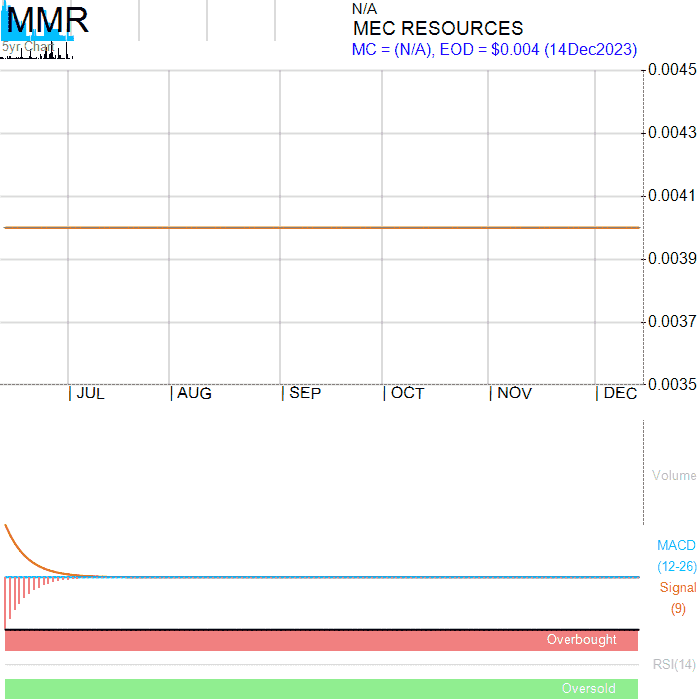 MMR
5yr Chart
N/A
MEC RESOURCES
MC = (N/A), EOD = $0.004 (14Dec2023)
0.0045
0.0043
0.0041
0.0039
0.0037
0.0035
JUL AUG SEP OCT NOV DEC
Volume
MACD
(12-26)
Signal
(9)
Overbought
RSI(14)
Oversold